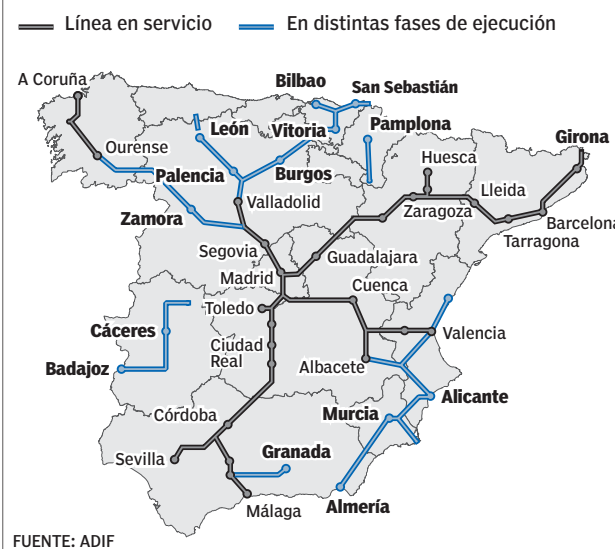 Línea en servicio
En distintas fases de ejecución
A Coruña
Bilbao
San Sebastián
León
Vitoria
Pamplona
Girona
Ourense
Palencia
Burgos
Huesca
Zamora
Valladolid
Zaragoza
Lleida
Barcelona
Tarragona
Segovia
Guadalajara
Madrid
Cuenca
Toledo
Cáceres
Ciudad
Real
Valencia
Badajoz
Albacete
Alicante
Córdoba
Murcia
Sevilla
Granada
Málaga
Almería
FUENTE: ADIF